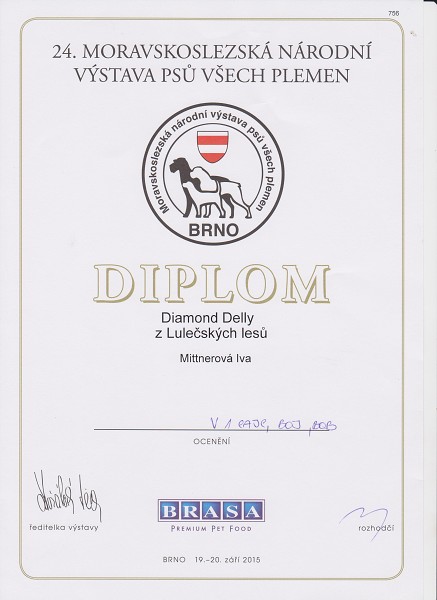 756
24. MORAVSKOSLEZSKÁ NÁRODNÍ
VÝSTAVA PSŮ VŠECH PLEMEN
Moravskoslezská národní výstava psů všech plemen
BRNO
DIPLOM
Diamond Delly
z Lulečských lesů
Mittnerová Iva
V 1 CAJC, BOJ, BOB
OCENĚNÍ
ředitelka výstavy
BRASA
PREMIUM PET FOOD
rozhodčí
BRNO 19.–20. září 2015